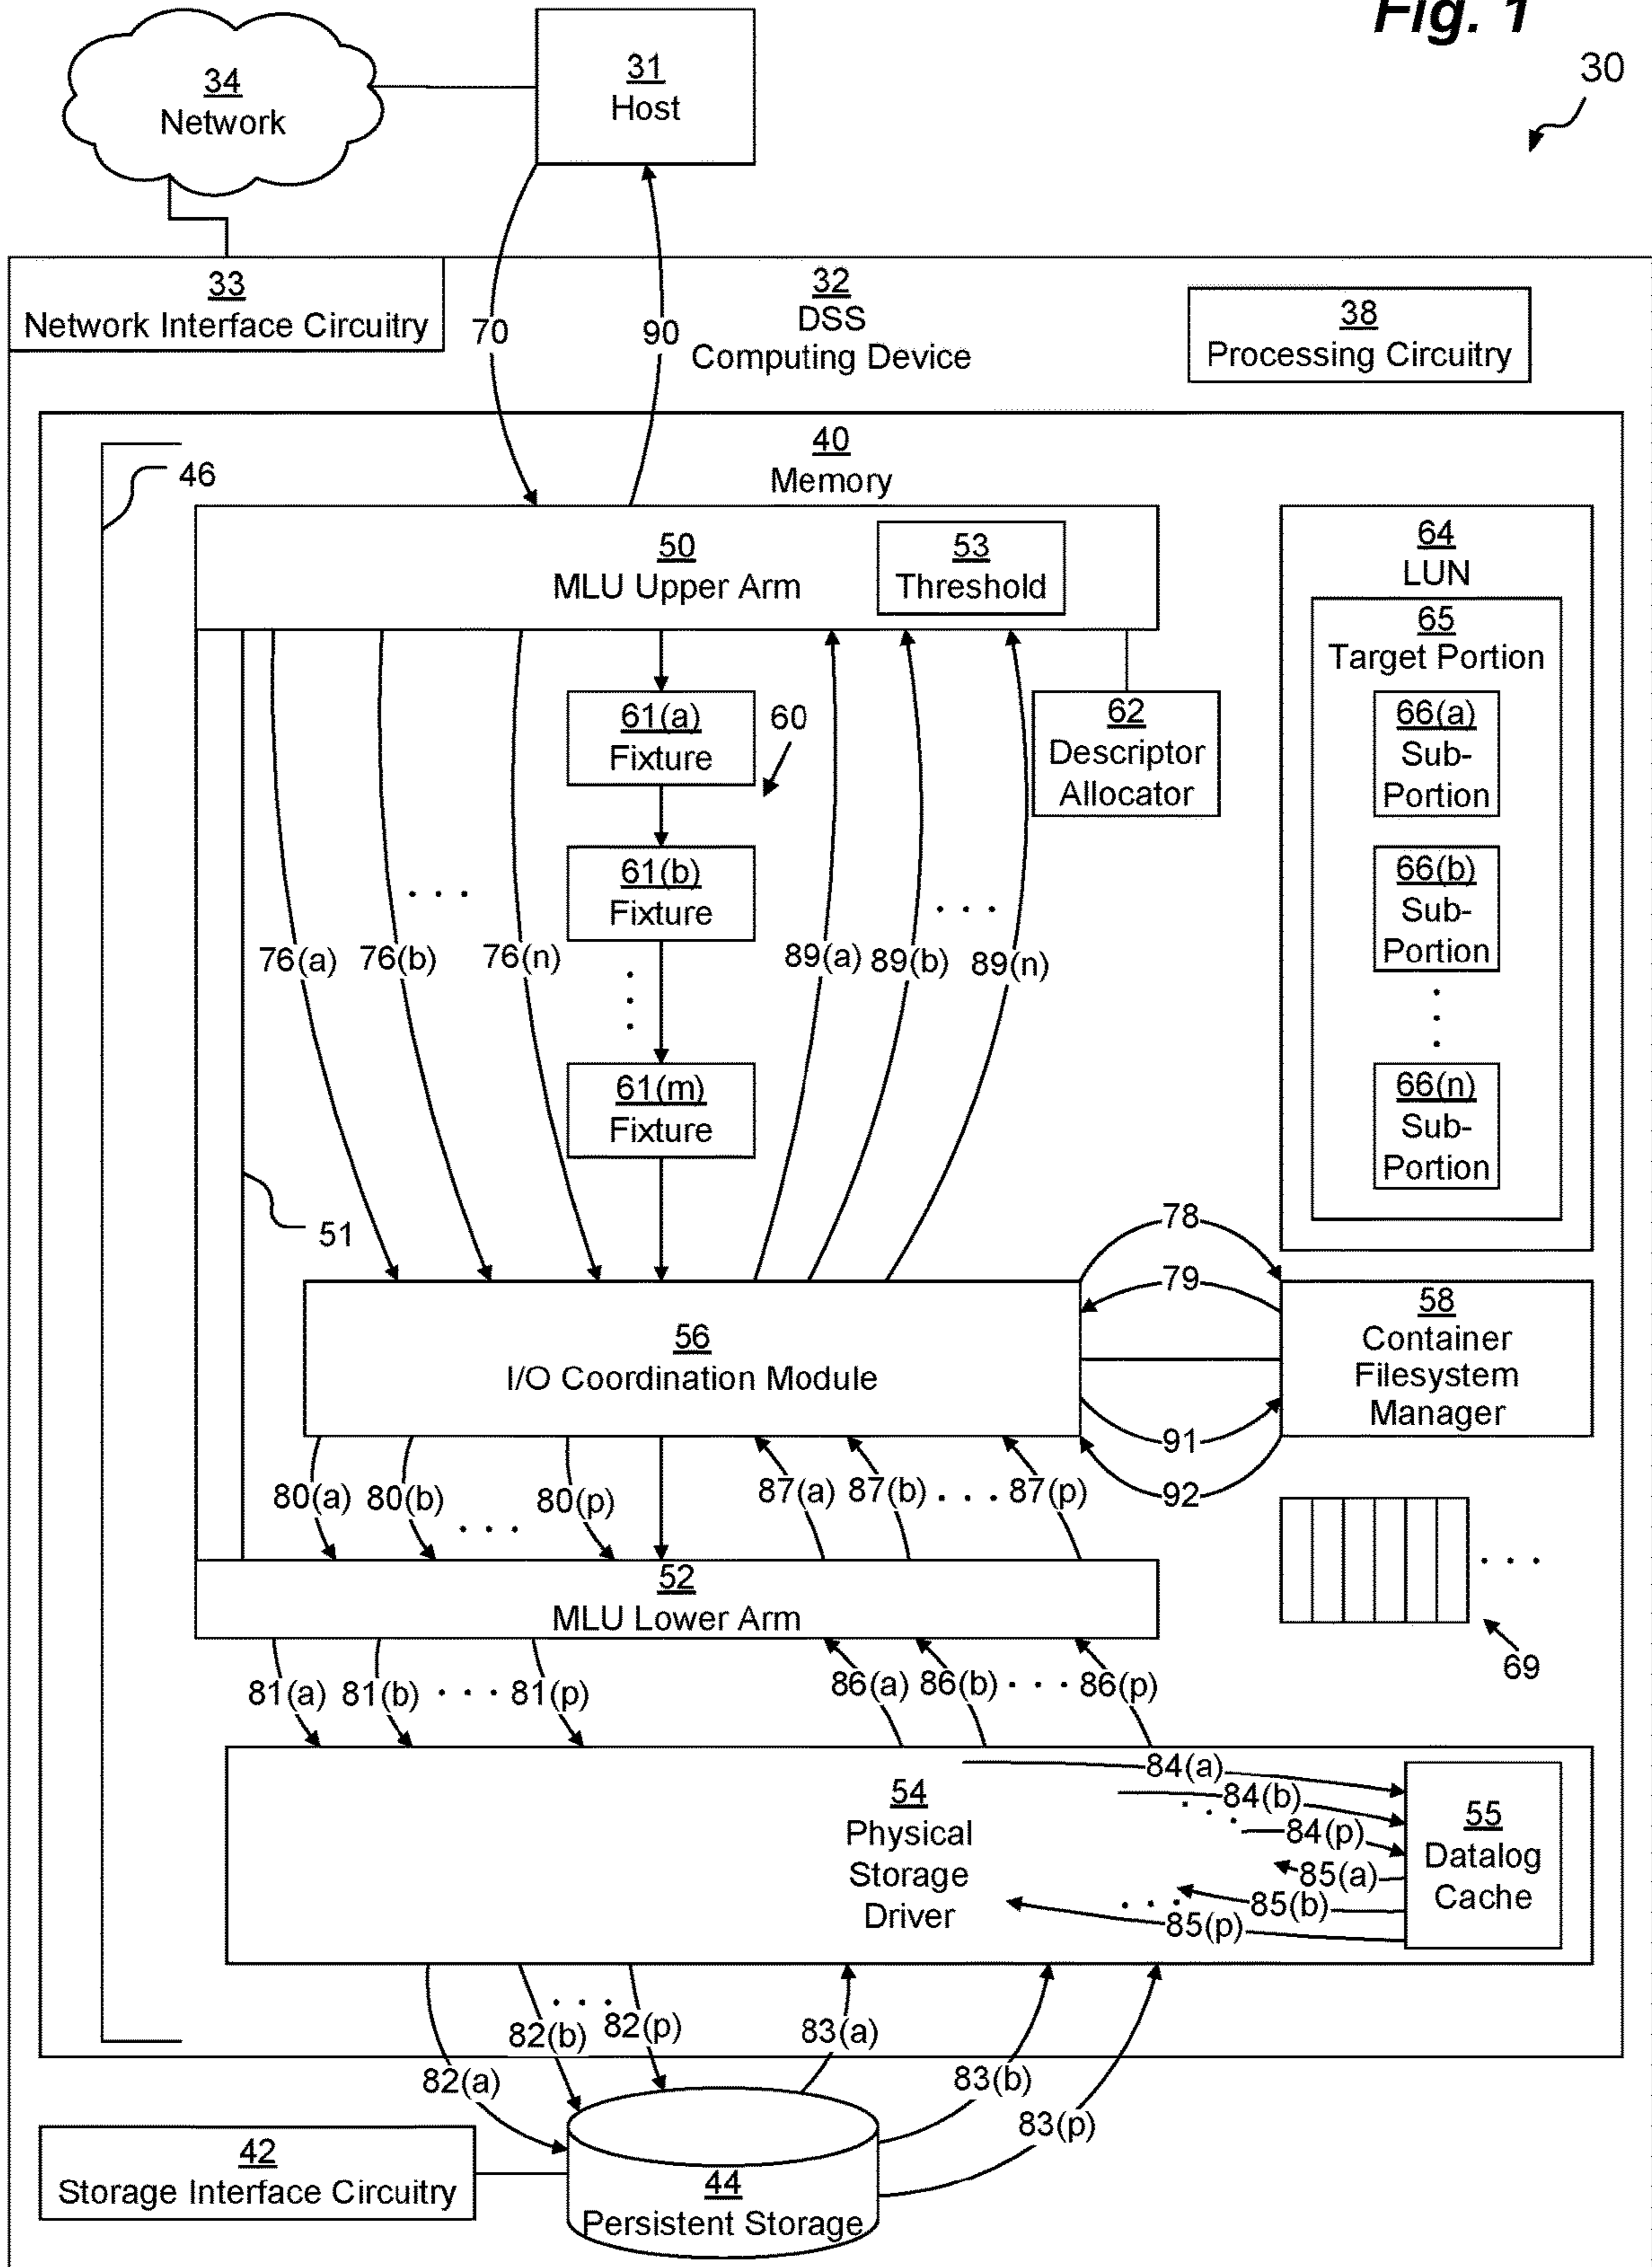 Fig. 1
30
34
Network
31
Host
33
Network Interface Circuitry
70
90
32
DSS
Computing Device
38
Processing Circuitry
40
Memory
46
50
MLU Upper Arm
53
Threshold
64
LUN
65
Target Portion
61(a)
Fixture
60
62
Descriptor
Allocator
66(a)
Sub-
Portion
. . .
61(b)
Fixture
. . .
66(b)
Sub-
Portion
76(a)
76(b)
76(n)
89(a)
89(b)
89(n)
61(m)
Fixture
66(n)
Sub-
Portion
51
78
79
56
I/O Coordination Module
58
Container
Filesystem
Manager
91
92
80(a)
80(b)
. . .
80(p)
87(a)
87(b)
. . .
87(p)
. . .
52
MLU Lower Arm
69
81(a)
81(b)
. . .
81(p)
86(a)
86(b)
. . .
86(p)
84(a)
84(b)
84(p)
54
Physical
Storage
Driver
55
Datalog
Cache
85(a)
85(b)
85(p)
. . .
82(a)
82(b)
82(p)
83(a)
83(b)
83(p)
42
Storage Interface Circuitry
44
Persistent Storage